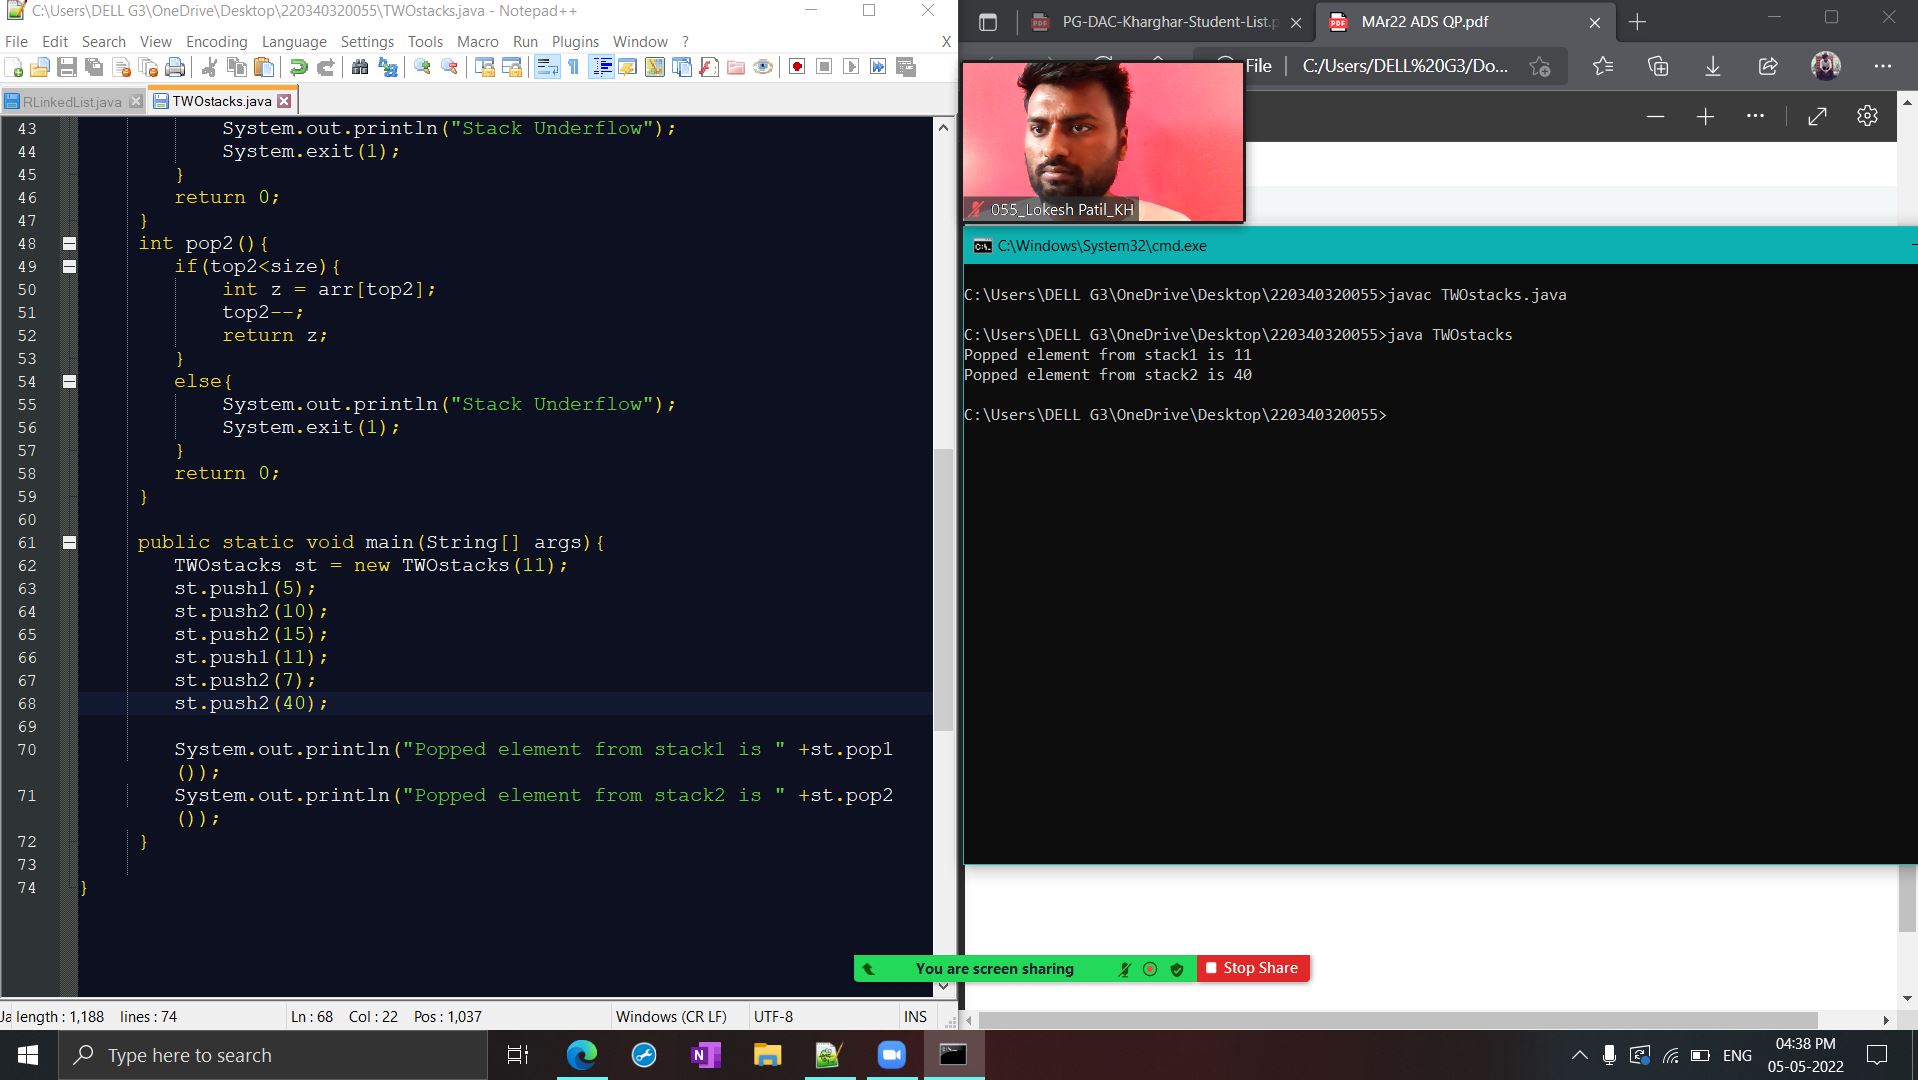 C:\Users\DELL G3\OneDrive\Desktop\220340320055\TWOstacks.java - Notepad++
File Edit Search View Encoding Language Settings Tools Macro Run Plugins Window ? X
RLinkedList.java TWOstacks.java
43 System.out.println("Stack Underflow");
44 System.exit(1);
45 }
46 return 0;
47 }
48 int pop2(){
49 if(top2<size){
50 int z = arr[top2];
51 top2--;
52 return z;
53 }
54 else{
55 System.out.println("Stack Underflow");
56 System.exit(1);
57 }
58 return 0;
59 }
60
61 public static void main(String[] args){
62 TWOstacks st = new TWOstacks(11);
63 st.push1(5);
64 st.push2(10);
65 st.push2(15);
66 st.push1(11);
67 st.push2(7);
68 st.push2(40);
69
70 System.out.println("Popped element from stack1 is " +st.pop1
());
71 System.out.println("Popped element from stack2 is " +st.pop2
());
72 }
73
74 }
Ja length : 1,188 lines : 74 Ln : 68 Col : 22 Pos : 1,037 Windows (CR LF) UTF-8 INS
PG-DAC-Kharghar-Student-List.p MAr22 ADS QP.pdf
File C:/Users/DELL%20G3/Do...
055_Lokesh Patil_KH
C:\Windows\System32\cmd.exe
C:\Users\DELL G3\OneDrive\Desktop\220340320055>javac TWOstacks.java
C:\Users\DELL G3\OneDrive\Desktop\220340320055>java TWOstacks
Popped element from stack1 is 11
Popped element from stack2 is 40
C:\Users\DELL G3\OneDrive\Desktop\220340320055>
You are screen sharing Stop Share
Type here to search
ENG
04:38 PM
05-05-2022